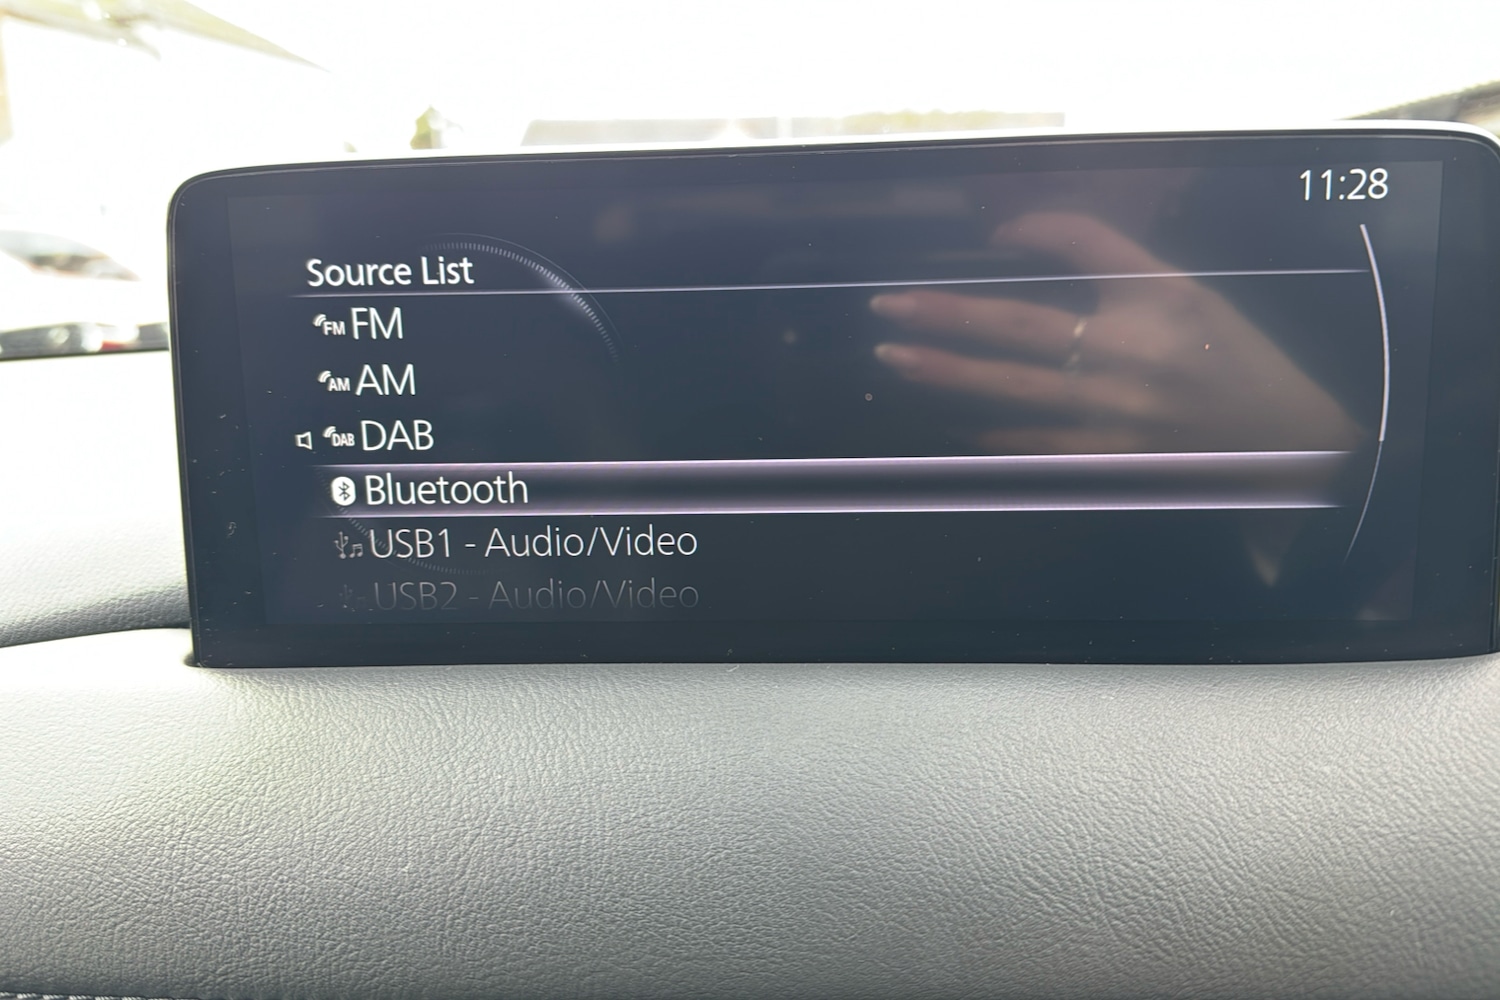 11:28
Source List
FM FM
AM AM
DAB DAB
Bluetooth
USB1 - Audio/Video
USB2 - Audio/Video